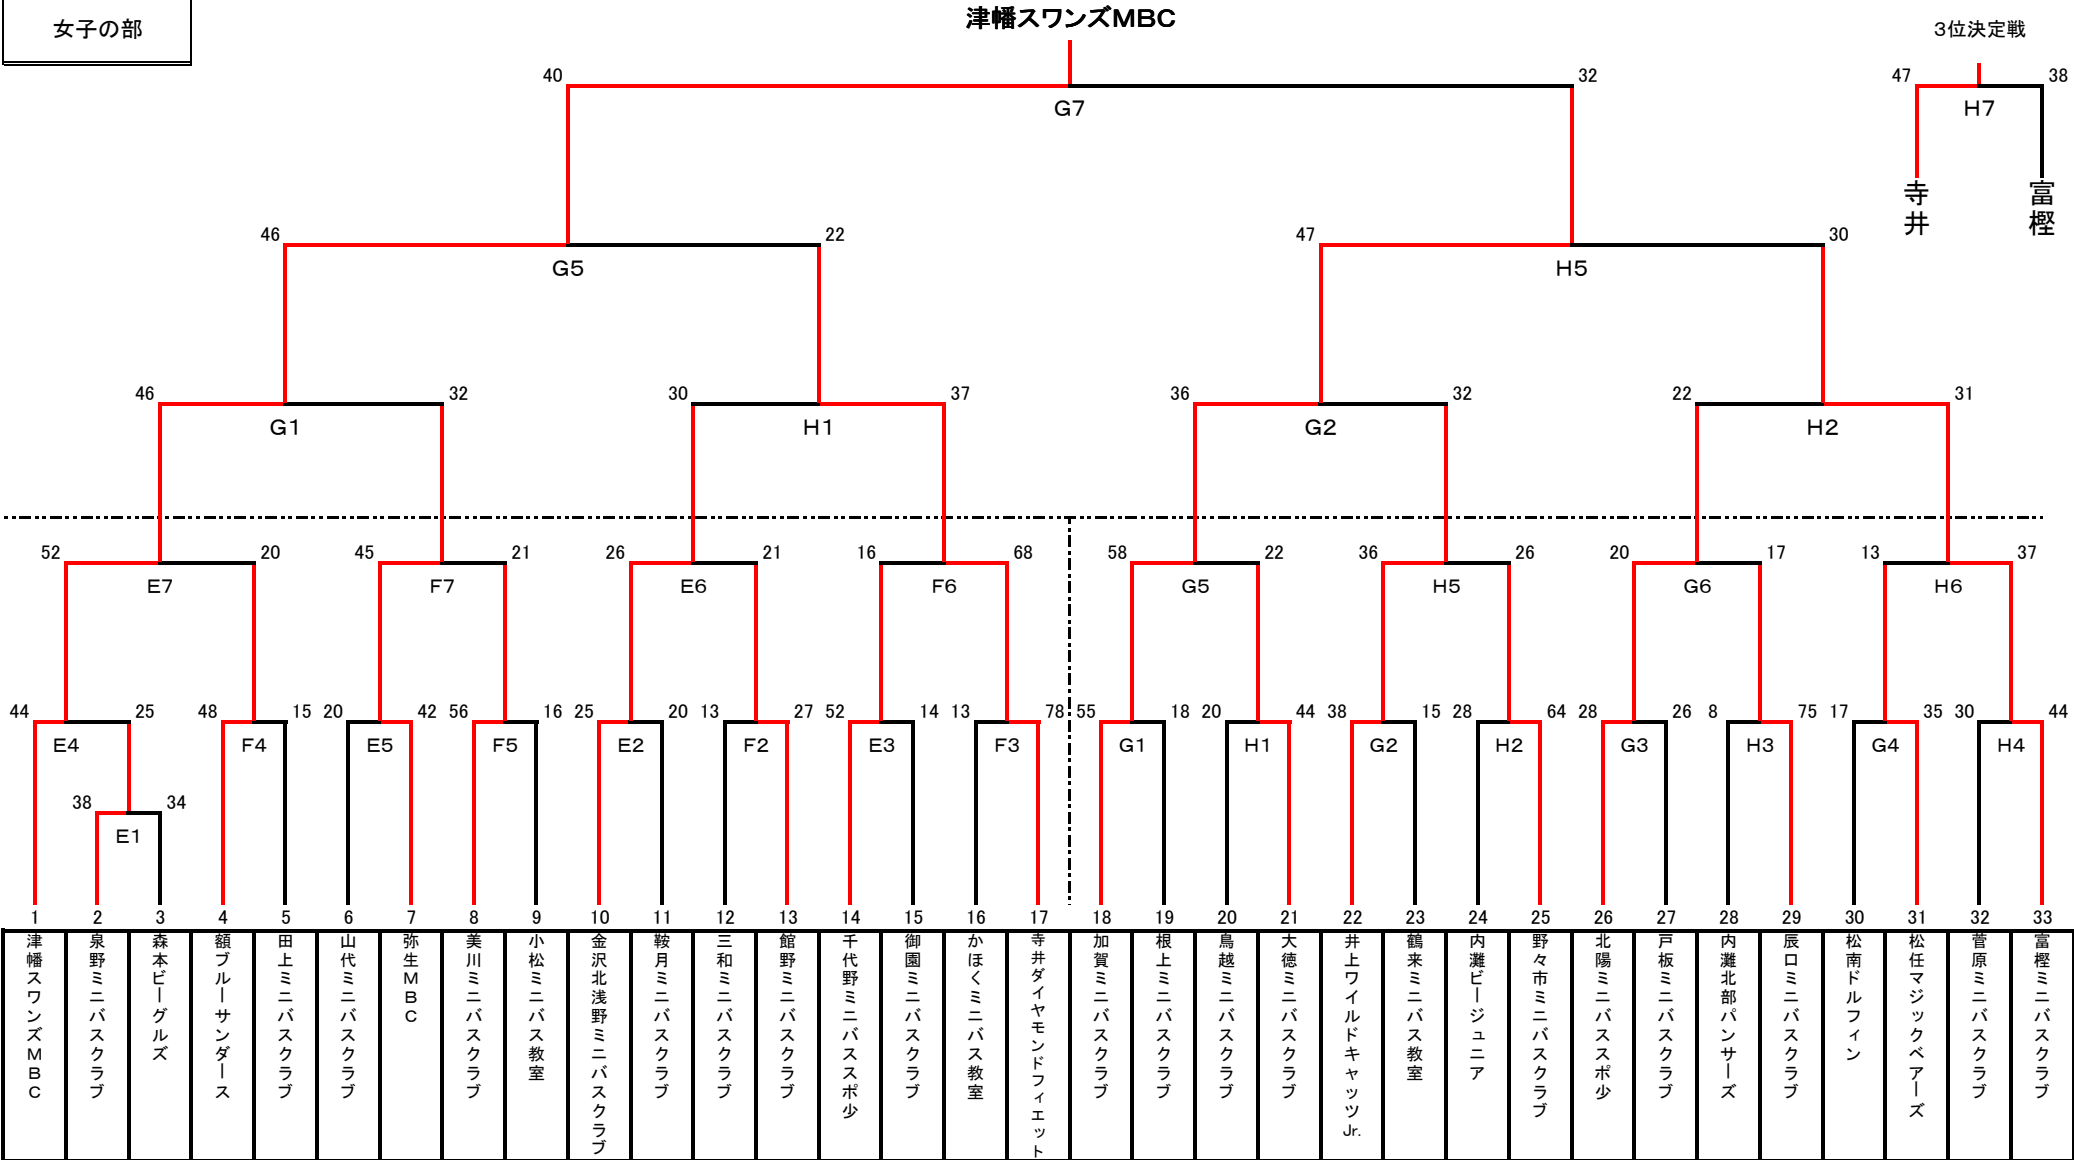 女子の部
津幡スワンズMBC
3位決定戦
40
32
G7
47
38
H7
寺井
富樫
46
22
G5
47
30
H5
46
32
G1
30
37
H1
36
32
G2
22
31
H2
52
20
E7
45
21
F7
26
21
E6
16
68
F6
58
22
G5
36
26
H5
20
17
G6
13
37
H6
44
25
E4
48
15
F4
20
42
E5
56
16
F5
25
20
E2
13
27
F2
52
14
E3
13
78
F3
55
18
G1
20
44
H1
38
15
G2
28
64
H2
28
26
G3
8
75
H3
17
35
G4
30
44
H4
38
34
E1
1 2 3 4 5 6 7 8 9 10 11 12 13 14 15 16 17 18 19 20 21 22 23 24 25 26 27 28 29 30 31 32 33
津幡スワンズMBC
泉野ミニバスクラブ
森本ビーグルズ
額ブルーサンダース
田上ミニバスクラブ
山代ミニバスクラブ
弥生MBC
美川ミニバスクラブ
小松ミニバス教室
金沢北浅野ミニバスクラブ
鞍月ミニバスクラブ
三和ミニバスクラブ
館野ミニバスクラブ
千代野ミニバススポ少
御園ミニバスクラブ
かほくミニバス教室
寺井ダイヤモンドフィエット
加賀ミニバスクラブ
根上ミニバスクラブ
鳥越ミニバスクラブ
大徳ミニバスクラブ
井上ワイルドキャッツJr.
鶴来ミニバス教室
内灘ビージュニア
野々市ミニバスクラブ
北陽ミニバススポ少
戸板ミニバスクラブ
内灘北部パンサーズ
辰口ミニバスクラブ
松南ドルフィン
松任マジックベアーズ
菅原ミニバスクラブ
富樫ミニバスクラブ